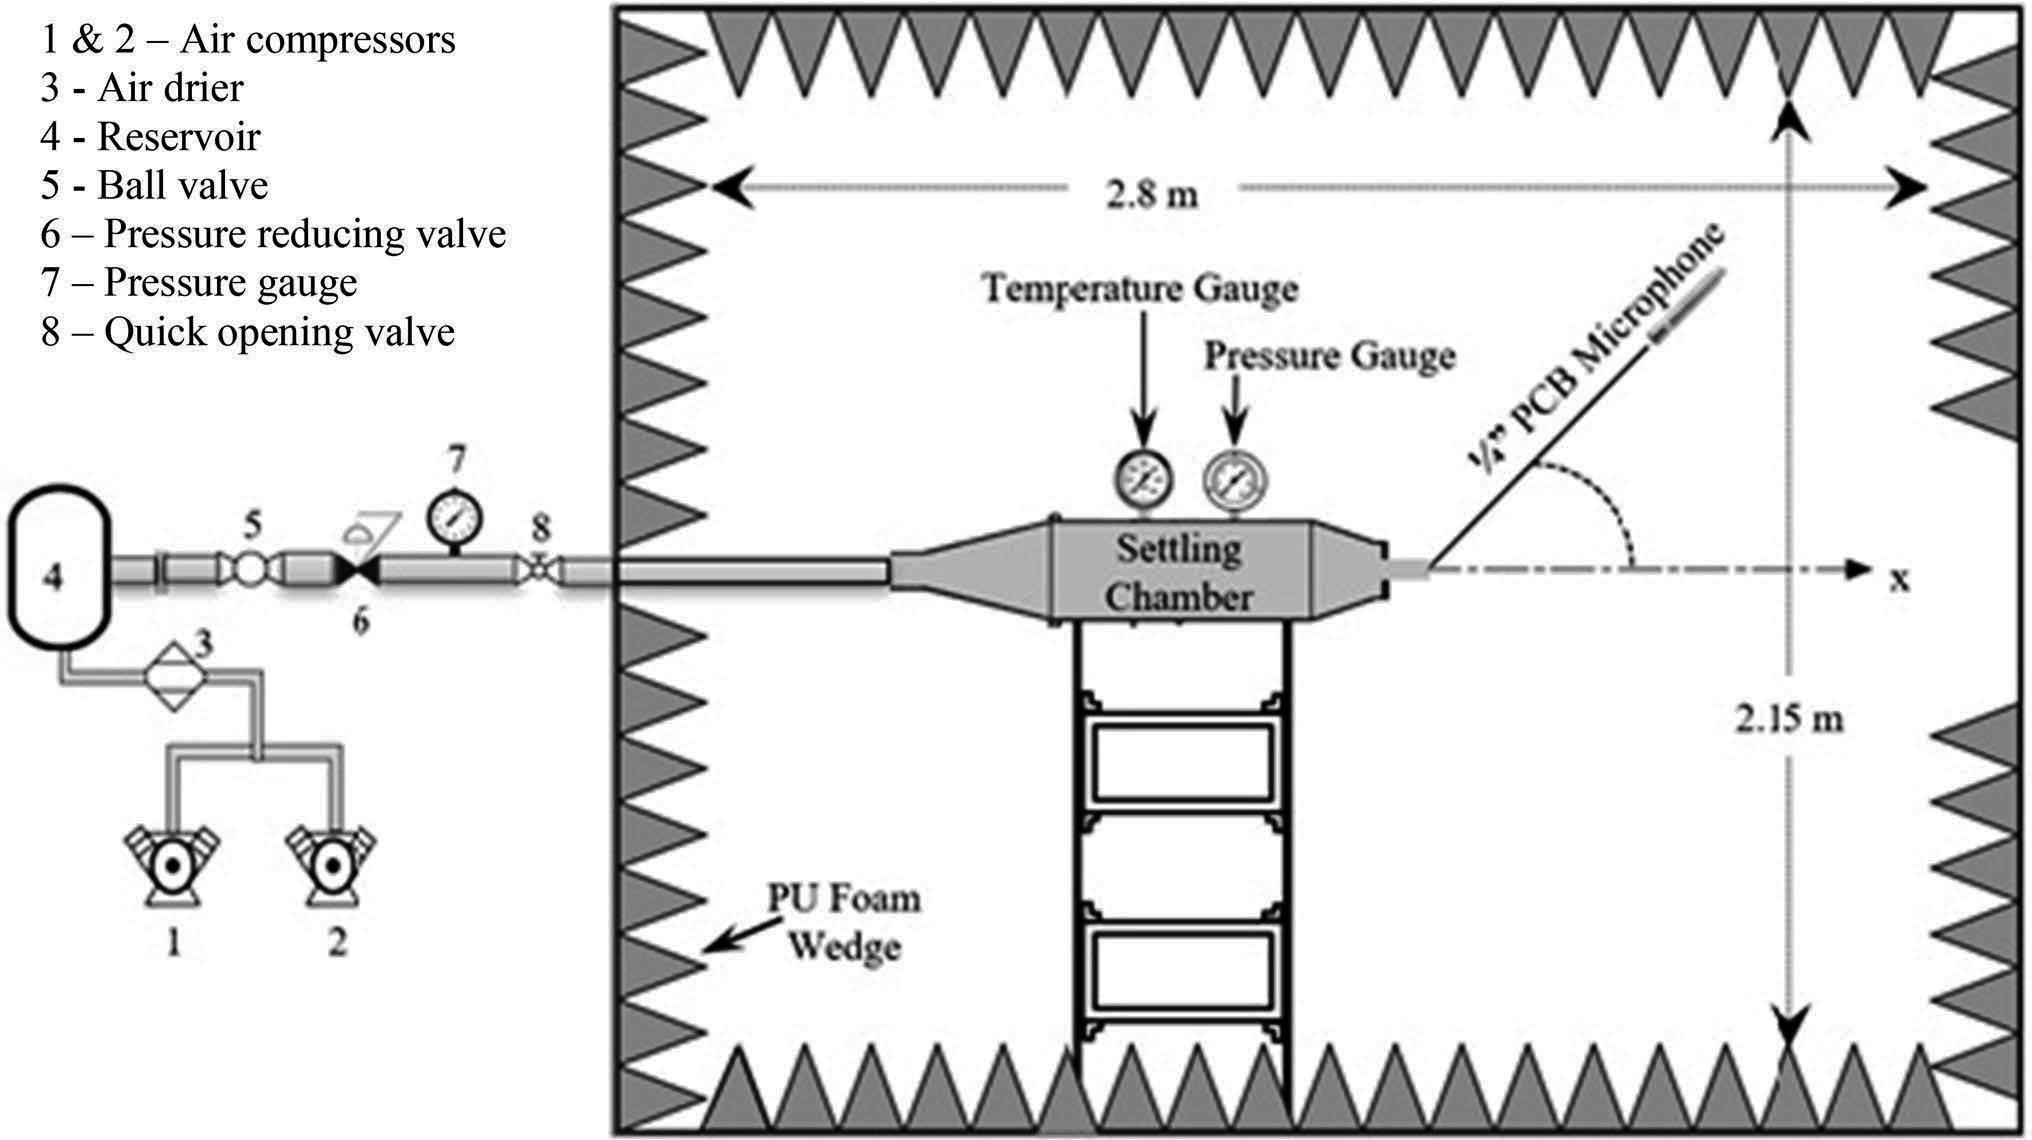 1 & 2 – Air compressors
3 - Air drier
4 - Reservoir
5 - Ball valve
6 – Pressure reducing valve
7 – Pressure gauge
8 – Quick opening valve
2.8 m
Temperature Gauge
Pressure Gauge
¼” PCB Microphone
7
5
8
4
6
3
Settling
Chamber
x
2.15 m
PU Foam
Wedge
1
2